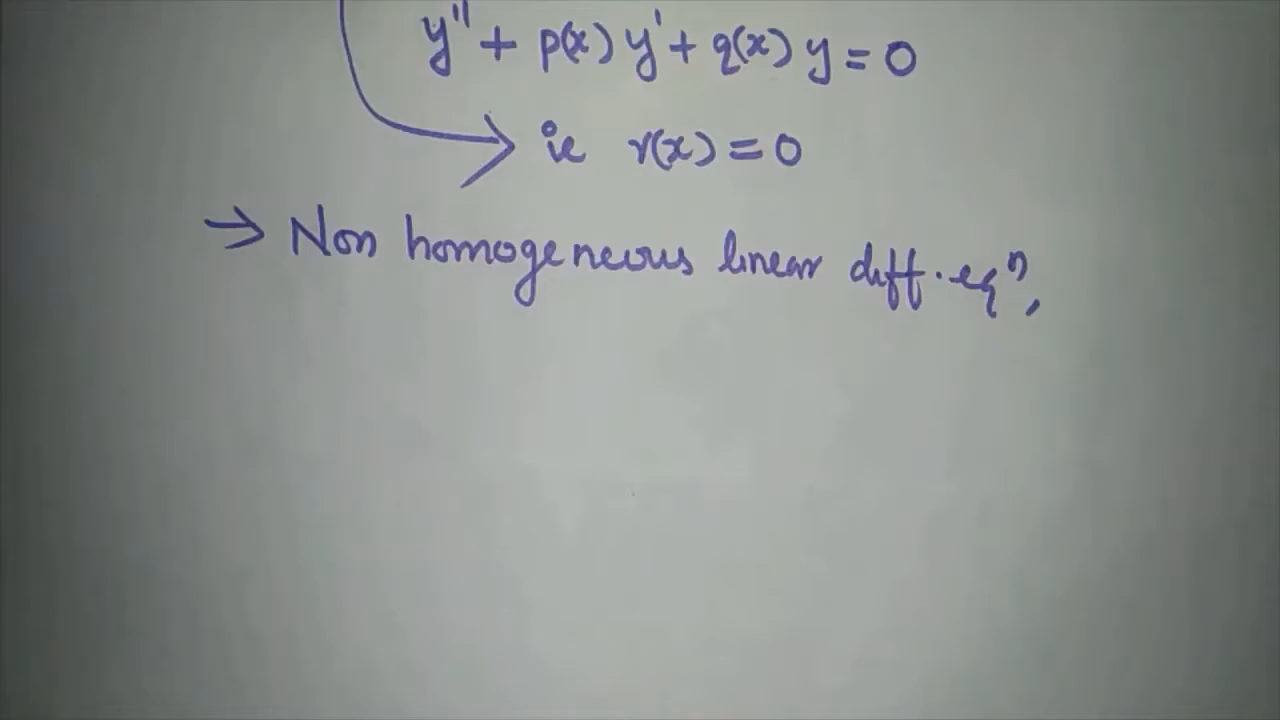 y'' + p(x) y' + q(x) y = 0
ie r(x) = 0
→ Non homogeneous linear diff. eqⁿ,